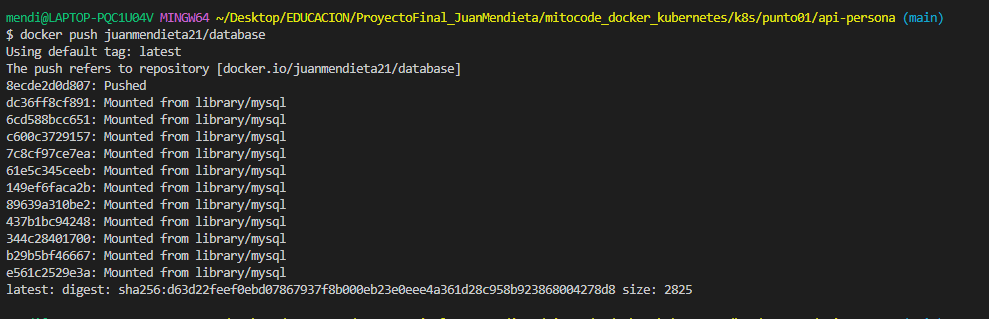 mendi@LAPTOP-PQC1U04V MINGW64 ~/Desktop/EDUCACION/ProyectoFinal_JuanMendieta/mitocode_docker_kubernetes/k8s/punto01/api-persona (main)
$ docker push juanmendieta21/database
Using default tag: latest
The push refers to repository [docker.io/juanmendieta21/database]
8ecde2d0d807: Pushed
dc36ff8cf891: Mounted from library/mysql
6cd588bcc651: Mounted from library/mysql
c600c3729157: Mounted from library/mysql
7c8cf97ce7ea: Mounted from library/mysql
61e5c345ceeb: Mounted from library/mysql
149ef6faca2b: Mounted from library/mysql
89639a310be2: Mounted from library/mysql
437b1bc94248: Mounted from library/mysql
344c28401700: Mounted from library/mysql
b29b5bf46667: Mounted from library/mysql
e561c2529e3a: Mounted from library/mysql
latest: digest: sha256:d63d22feef0ebd07867937f8b000eb23e0eee4a361d28c958b923868004278d8 size: 2825